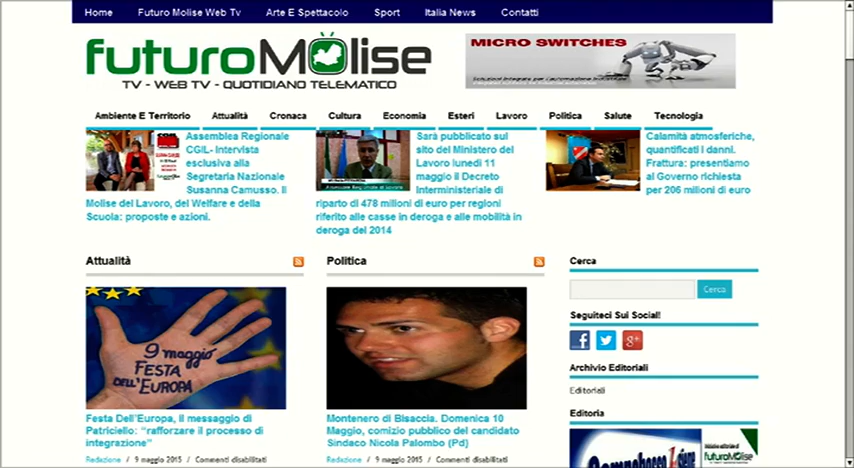 Home Futuro Molise Web Tv Arte E Spettacolo Sport Italia News Contatti
futuroMolise
TV - WEB TV - QUOTIDIANO TELEMATICO
MICRO SWITCHES
Soluzioni integrate per l'automazione industriale
Ambiente E Territorio Attualità Cronaca Cultura Economia Esteri Lavoro Politica Salute Tecnologia
Assemblea Regionale
CGIL- Intervista
esclusiva alla
Segretaria Nazionale
Susanna Camusso. Il
Molise del Lavoro, del Welfare e della
Scuola: proposte e azioni.
Sarà pubblicato sul
sito del Ministero del
Lavoro lunedì 11
maggio il Decreto
Interministeriale di
riparto di 478 milioni di euro per regioni
riferito alle casse in deroga e alle mobilità in
deroga del 2014
Calamità atmosferiche,
quantificati i danni.
Frattura: presentiamo
al Governo richiesta
per 206 milioni di euro
Attualità
9 maggio
FESTA
DELL'EUROPA
Festa Dell'Europa, Il messaggio di
Patriciello: “rafforzare il processo di
integrazione”
Redazione / 9 maggio 2015 / Commenti disabilitati
Politica
Montenero di Bisaccia. Domenica 10
Maggio, comizio pubblico del candidato
Sindaco Nicola Palombo (Pd)
Redazione / 9 maggio 2015 / Commenti disabilitati
Cerca
Cerca
Seguiteci Sui Social!
f
g+
Archivio Editoriali
Editoriali
Editoria
futuroMolise